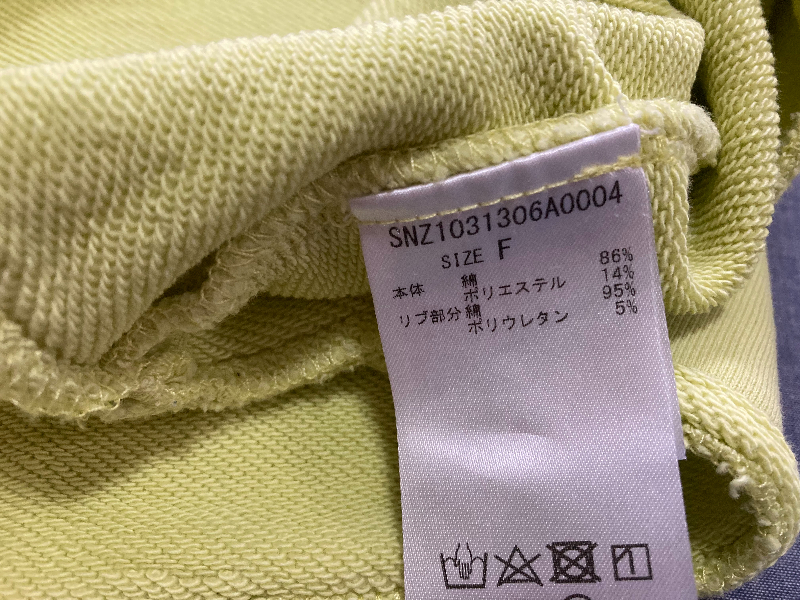 SNZ1031306A0004
SIZE F
本体 綿 86%
ポリエステル 14%
リブ部分 綿 95%
ポリウレタン 5%